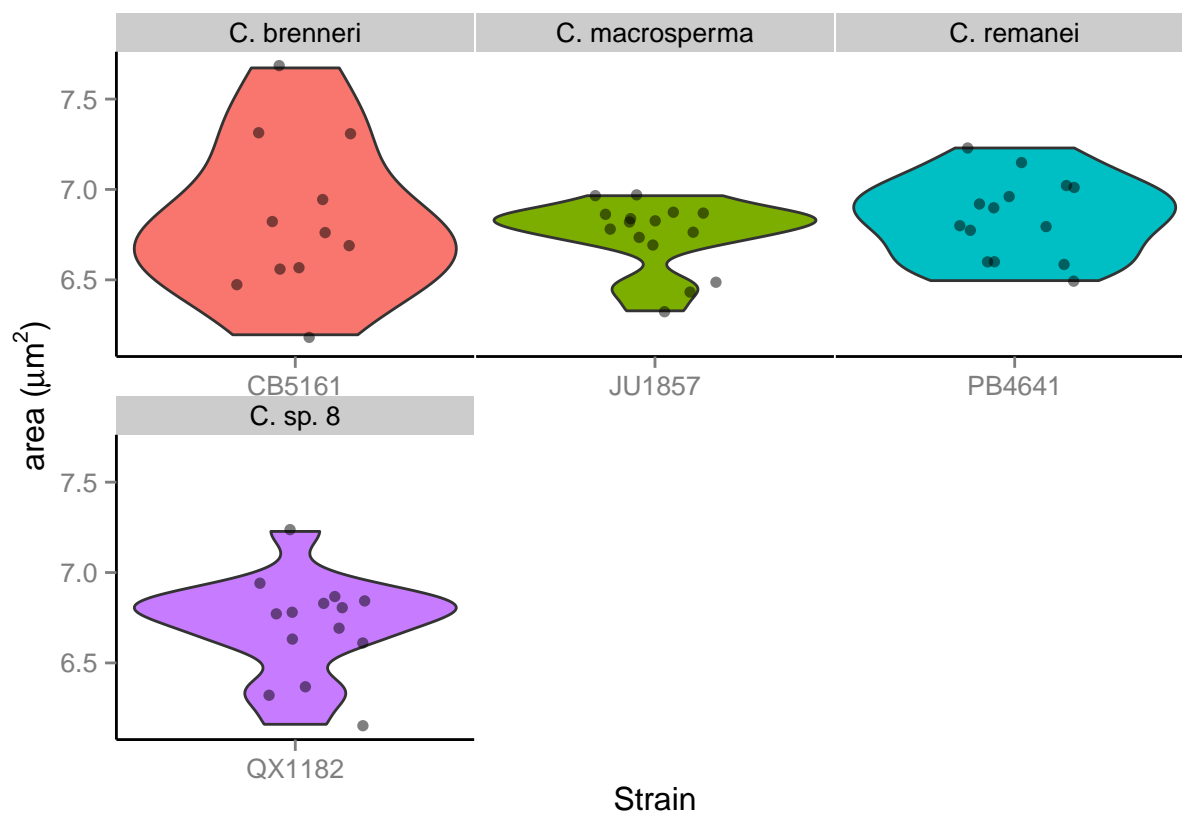 C. brenneri
C. macrosperma
C. remanei
7.5
7.0
6.5
CB5161
JU1857
PB4641
C. sp. 8
7.5
7.0
6.5
QX1182
area (μm²)
Strain